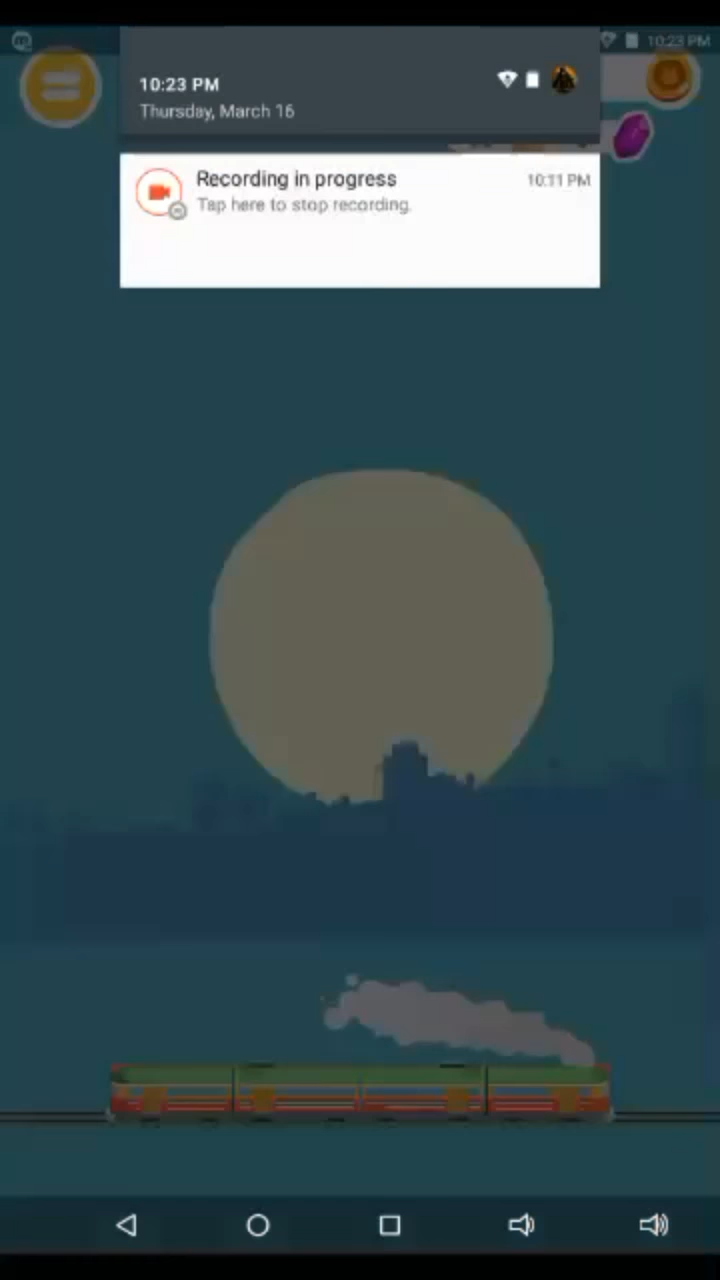 10:23 PM
10:23 PM
Thursday, March 16
Recording in progress
10:11 PM
Tap here to stop recording.